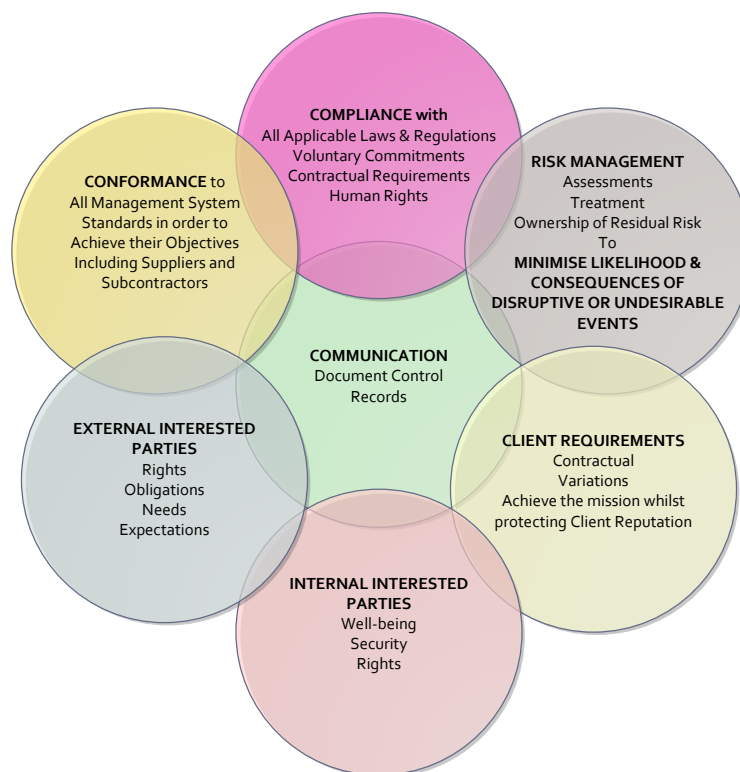 COMPLIANCE with
All Applicable Laws & Regulations
Voluntary Commitments
Contractual Requirements
Human Rights
CONFORMANCE to
All Management System
Standards in order to
Achieve their Objectives
Including Suppliers and
Subcontractors
RISK MANAGEMENT
Assessments
Treatment
Ownership of Residual Risk
To
MINIMISE LIKELIHOOD &
CONSEQUENCES OF
DISRUPTIVE OR UNDESIRABLE
EVENTS
COMMUNICATION
Document Control
Records
EXTERNAL INTERESTED
PARTIES
Rights
Obligations
Needs
Expectations
CLIENT REQUIREMENTS
Contractual
Variations
Achieve the mission whilst
protecting Client Reputation
INTERNAL INTERESTED
PARTIES
Well-being
Security
Rights